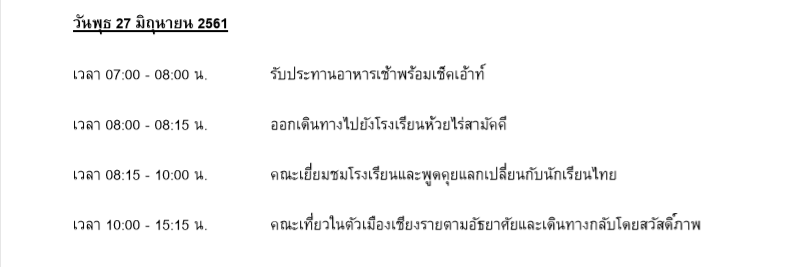 วันพุธ 27 มิถุนายน 2561
เวลา 07:00 - 08:00 น. รับประทานอาหารเช้าพร้อมเช็คเอ้าท์
เวลา 08:00 - 08:15 น. ออกเดินทางไปยังโรงเรียนห้วยไร่สามัคคี
เวลา 08:15 - 10:00 น. คณะเยี่ยมชมโรงเรียนและพูดคุยแลกเปลี่ยนกับนักเรียนไทย
เวลา 10:00 - 15:15 น. คณะเที่ยวในตัวเมืองเชียงรายตามอัธยาศัยและเดินทางกลับโดยสวัสดิ์ภาพ